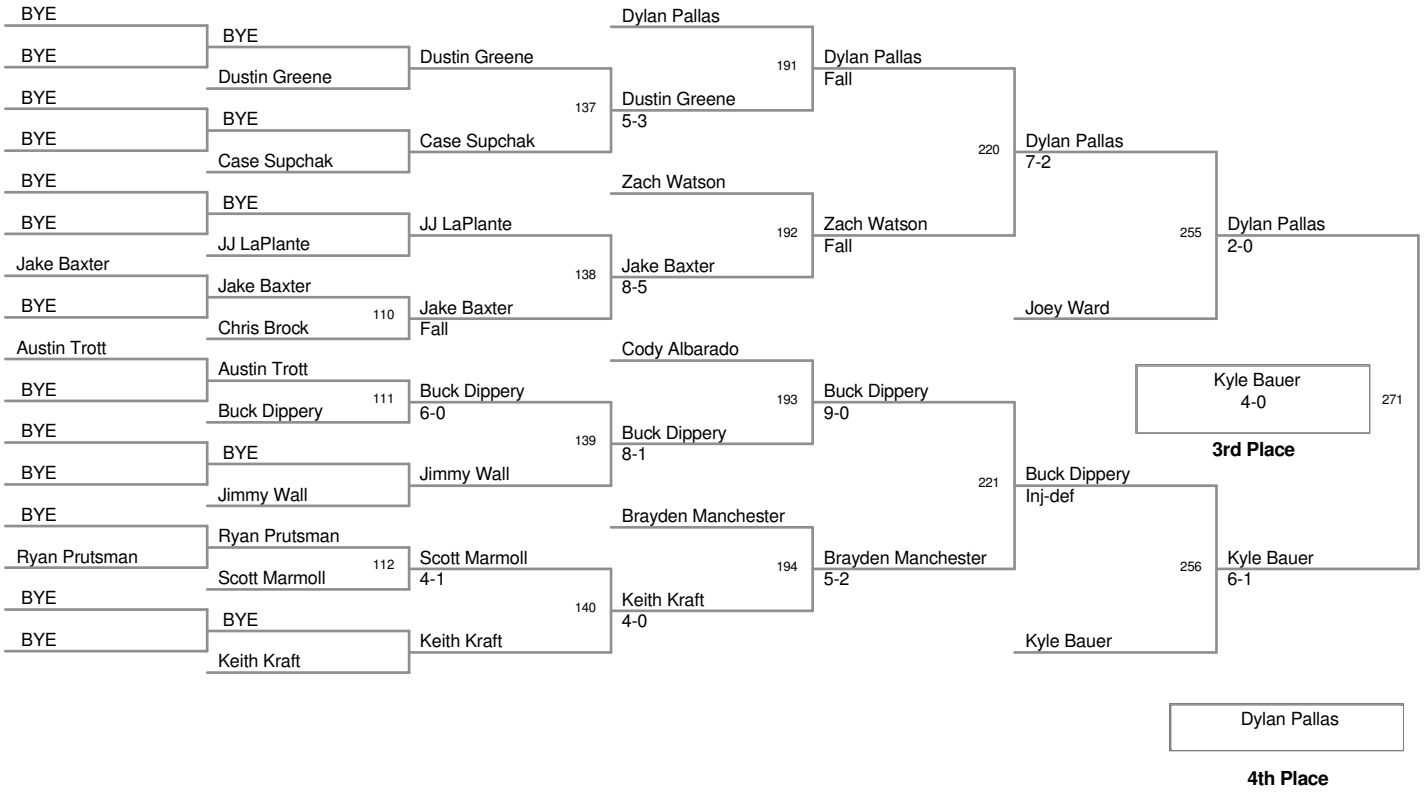 BYE
BYE
BYE
BYE
BYE
BYE
Jake Baxter
BYE
Austin Trott
BYE
BYE
BYE
BYE
Ryan Prutsman
BYE
BYE
BYE
Dustin Greene
BYE
Case Supchak
BYE
JJ LaPlante
Jake Baxter
110
Chris Brock
Austin Trott
111
Buck Dippery
BYE
Jimmy Wall
Ryan Prutsman
112
Scott Marmoll
BYE
Keith Kraft
Dustin Greene
137
Case Supchak
JJ LaPlante
138
Jake Baxter
Fall
Buck Dippery
6-0
139
Jimmy Wall
Scott Marmoll
4-1
140
Keith Kraft
Dylan Pallas
191
Dustin Greene
5-3
Zach Watson
192
Jake Baxter
8-5
Cody Albarado
193
Buck Dippery
8-1
Brayden Manchester
194
Keith Kraft
4-0
Dylan Pallas
Fall
220
Zach Watson
Fall
Buck Dippery
9-0
221
Brayden Manchester
5-2
Dylan Pallas
7-2
255
Joey Ward
Buck Dippery
Inj-def
256
Kyle Bauer
Dylan Pallas
2-0
Kyle Bauer
4-0
271
3rd Place
Kyle Bauer
6-1
Dylan Pallas
4th Place